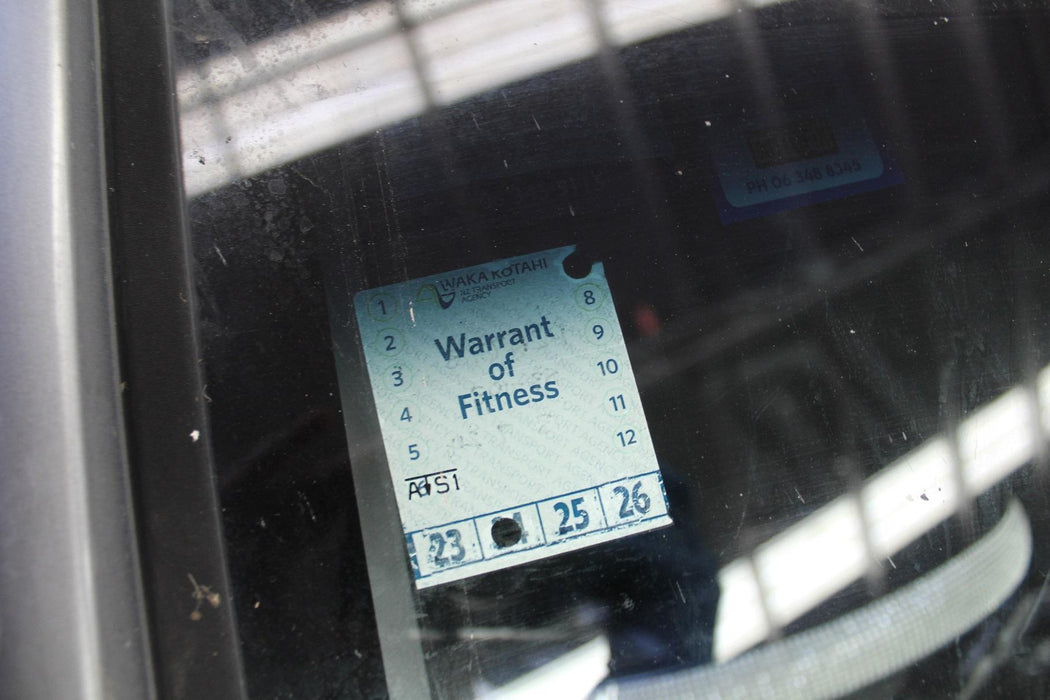 WAKA KOTAHI
NZ TRANSPORT
AGENCY
1
8
Warrant
2
9
of
3
10
Fitness
4
11
5
12
ATS1
23
25
26
PH 06 348 8345